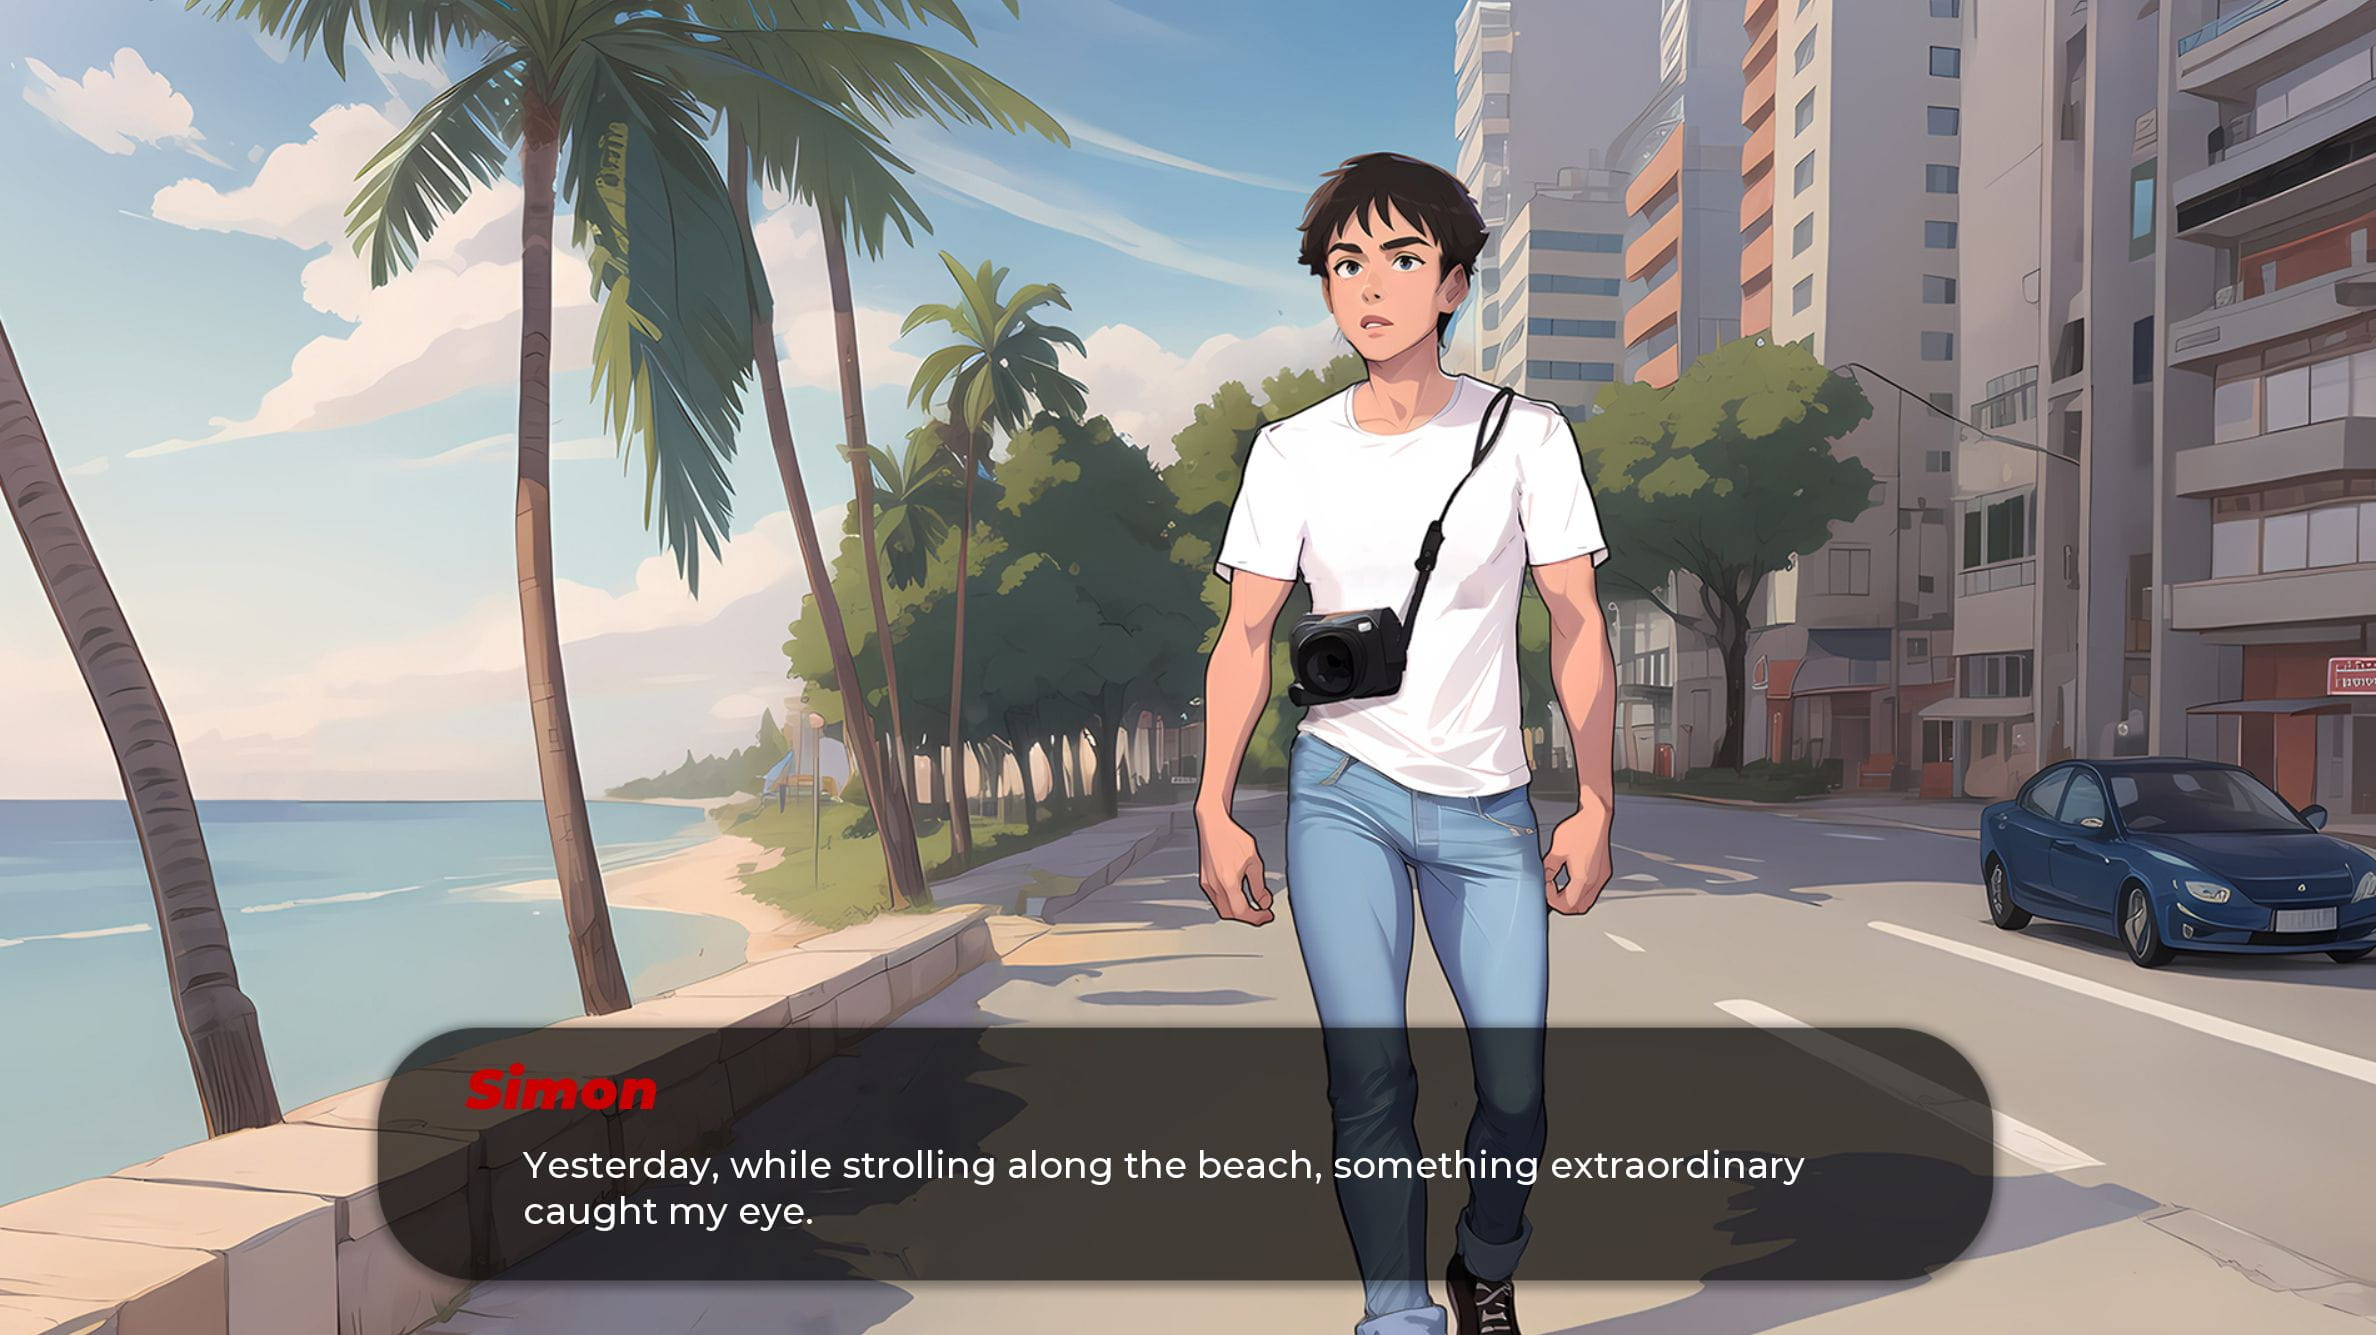 Simon
Yesterday, while strolling along the beach, something extraordinary
caught my eye.